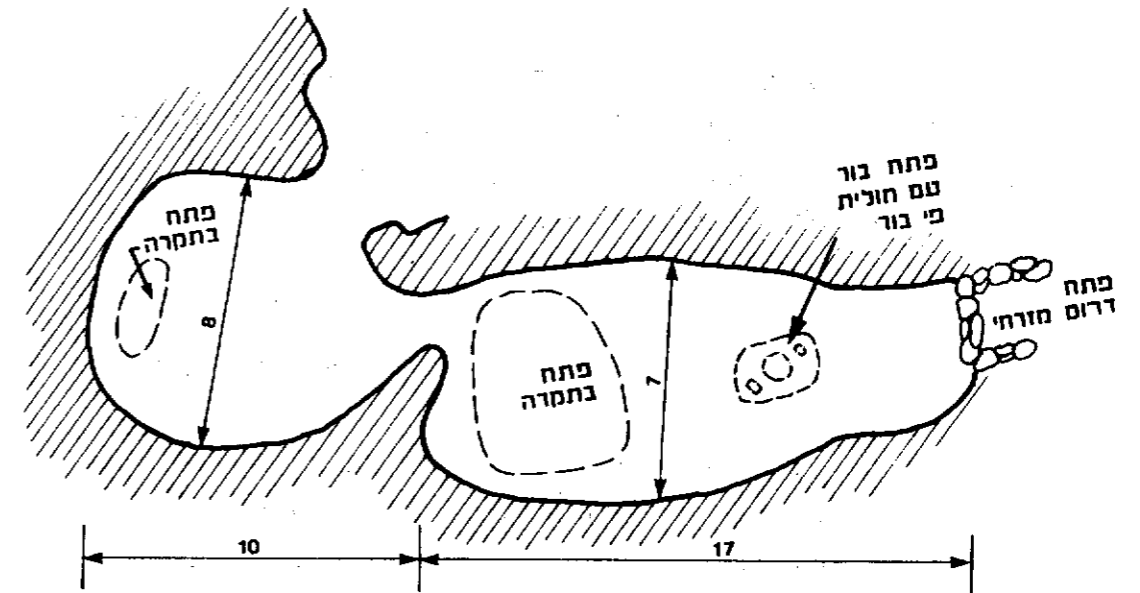 פתח בור
עם חולית
פי בור
פתח
דרום מזרחי
פתח
בתקרה
פתח
בתקרה
8
7
10
17